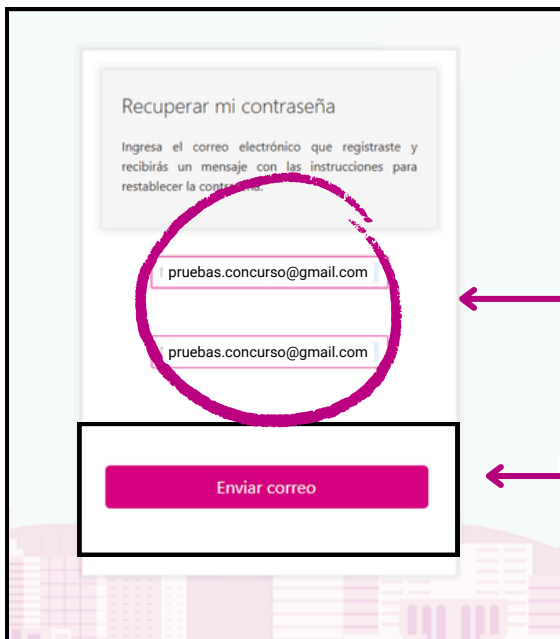 Recuperar mi contraseña
Ingresa el correo electrónico que registraste y
recibirás un mensaje con las instrucciones para
restablecer la contraseña.
pruebas.concurso@gmail.com
pruebas.concurso@gmail.com
Enviar correo